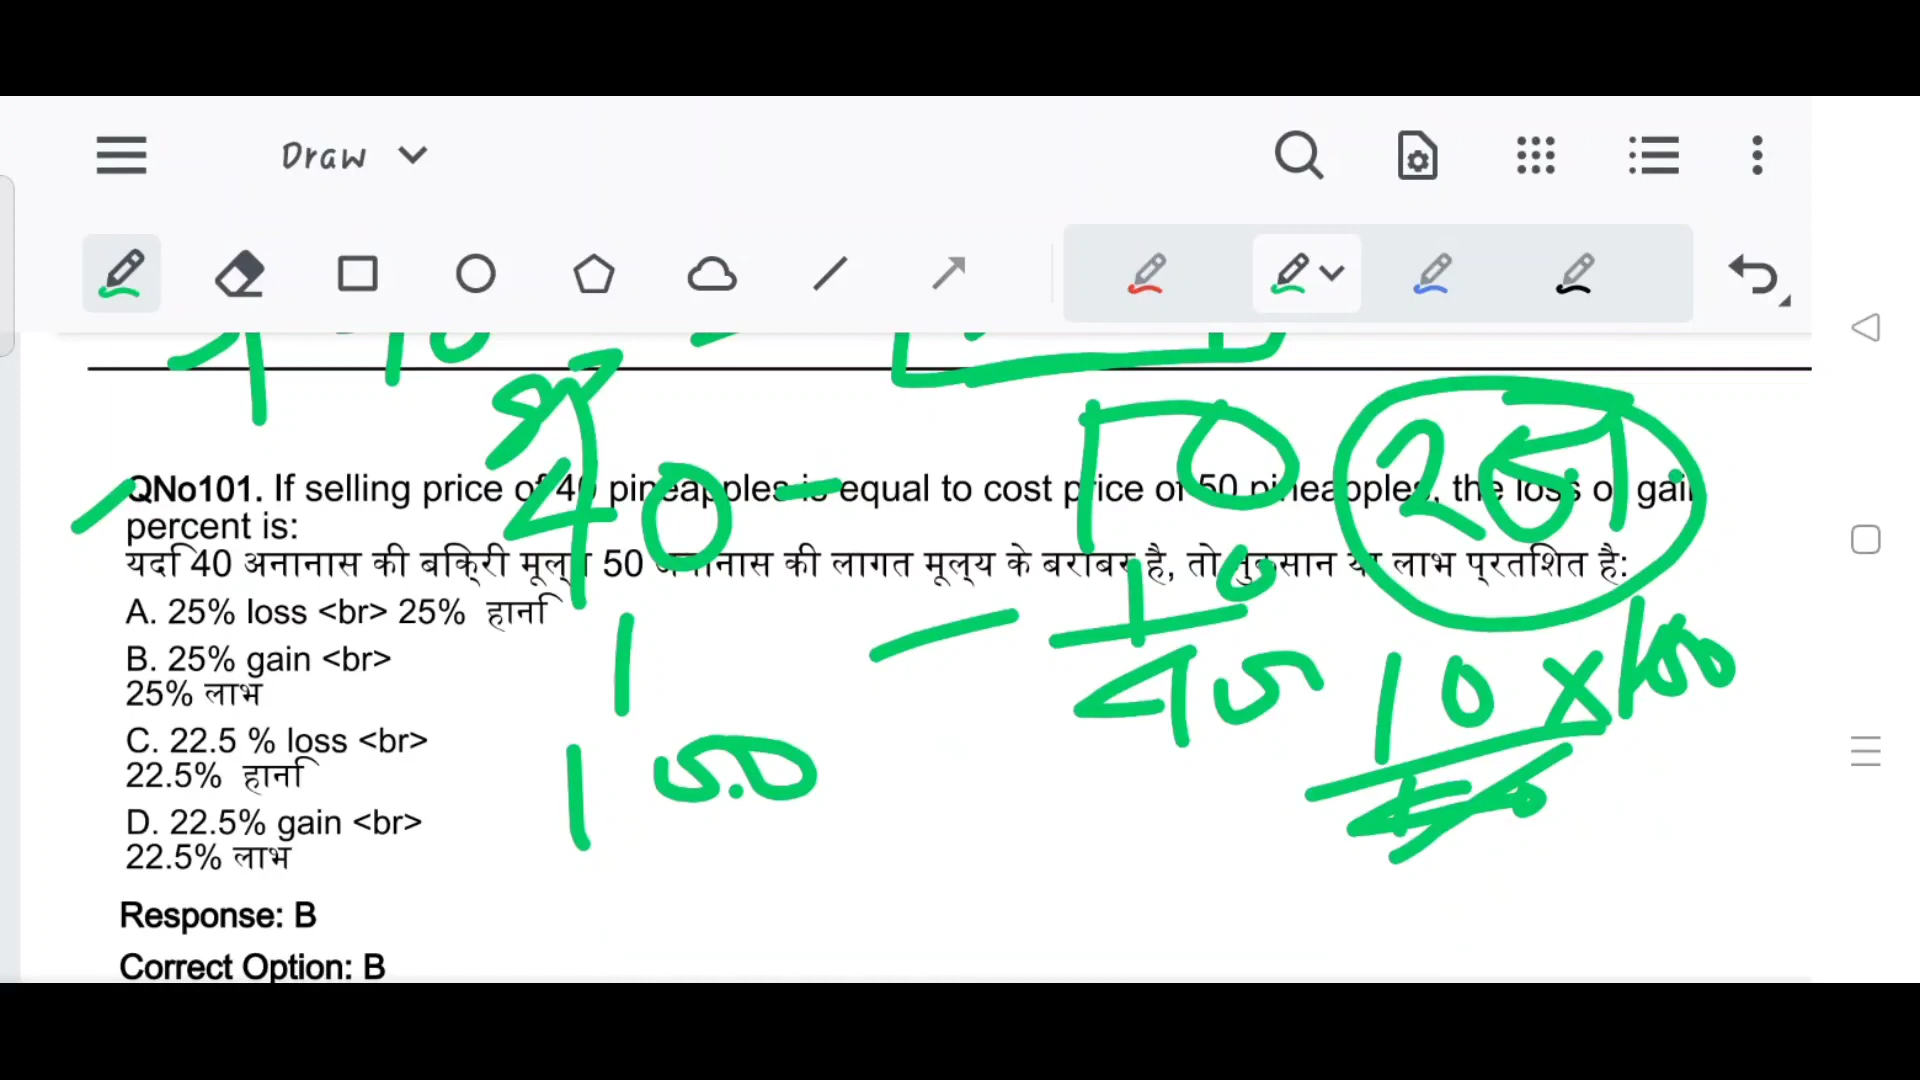 Draw
QNo101. If selling price of 40 pineapples is equal to cost price of 50 pineapples, the loss or gain
percent is:
यदि 40 अनानास की बिक्री मूल्य 50 अनानास की लागत मूल्य के बराबर है, तो नुकसान या लाभ प्रतिशत है:
A. 25% loss <br> 25% हानि
B. 25% gain <br>
25% लाभ
C. 22.5 % loss <br>
22.5% हानि
D. 22.5% gain <br>
22.5% लाभ
Response: B
Correct Option: B
40
10
10 x 100